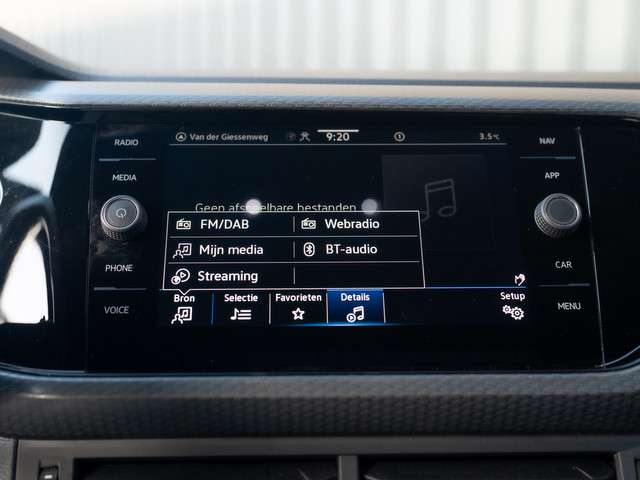 RADIO
MEDIA
PHONE
VOICE
Van der Giessenweg 9:20 1 3.5°C
Geen afspeelbare bestanden
FM/DAB Webradio
Mijn media BT-audio
Streaming
Bron Selectie Favorieten Details Setup
NAV
APP
CAR
MENU